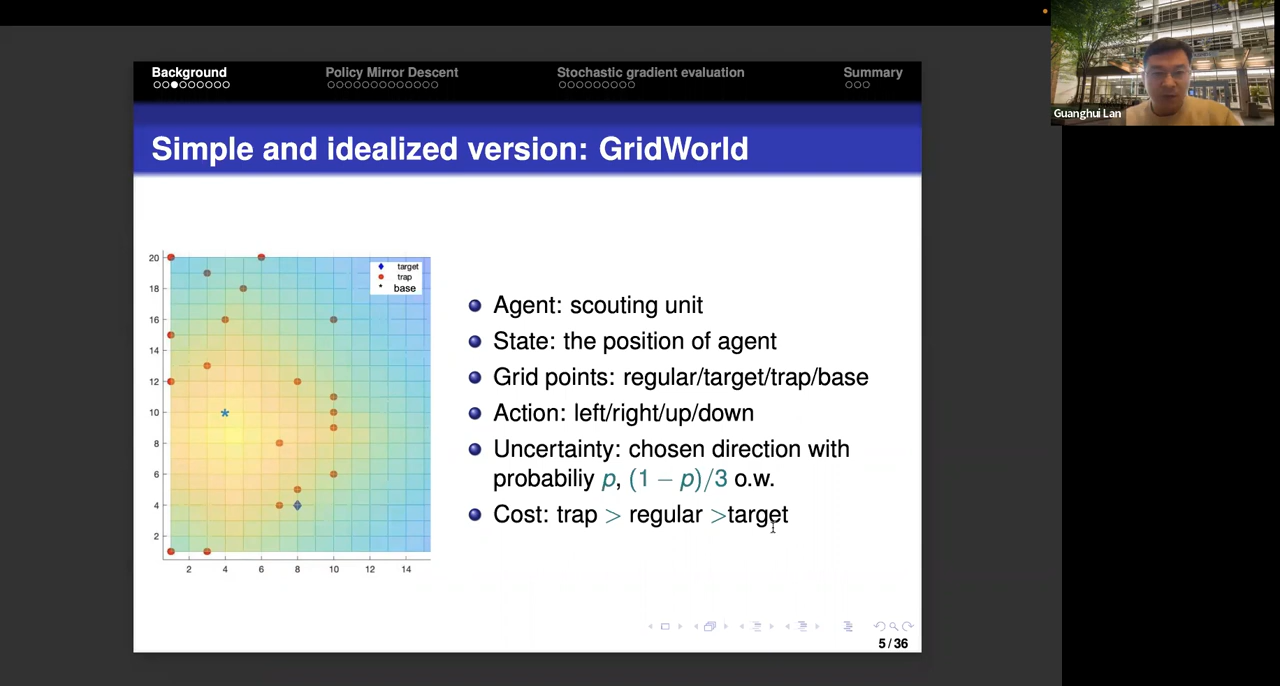 Background Policy Mirror Descent Stochastic gradient evaluation Summary
Simple and idealized version: GridWorld
20
18
16
14
12
10
8
6
4
2
2 4 6 8 10 12 14
target
trap
* base
Agent: scouting unit
State: the position of agent
Grid points: regular/target/trap/base
Action: left/right/up/down
Uncertainty: chosen direction with
probabiliy p, (1 − p)/3 o.w.
Cost: trap > regular >target
5 / 36
Guanghui Lan